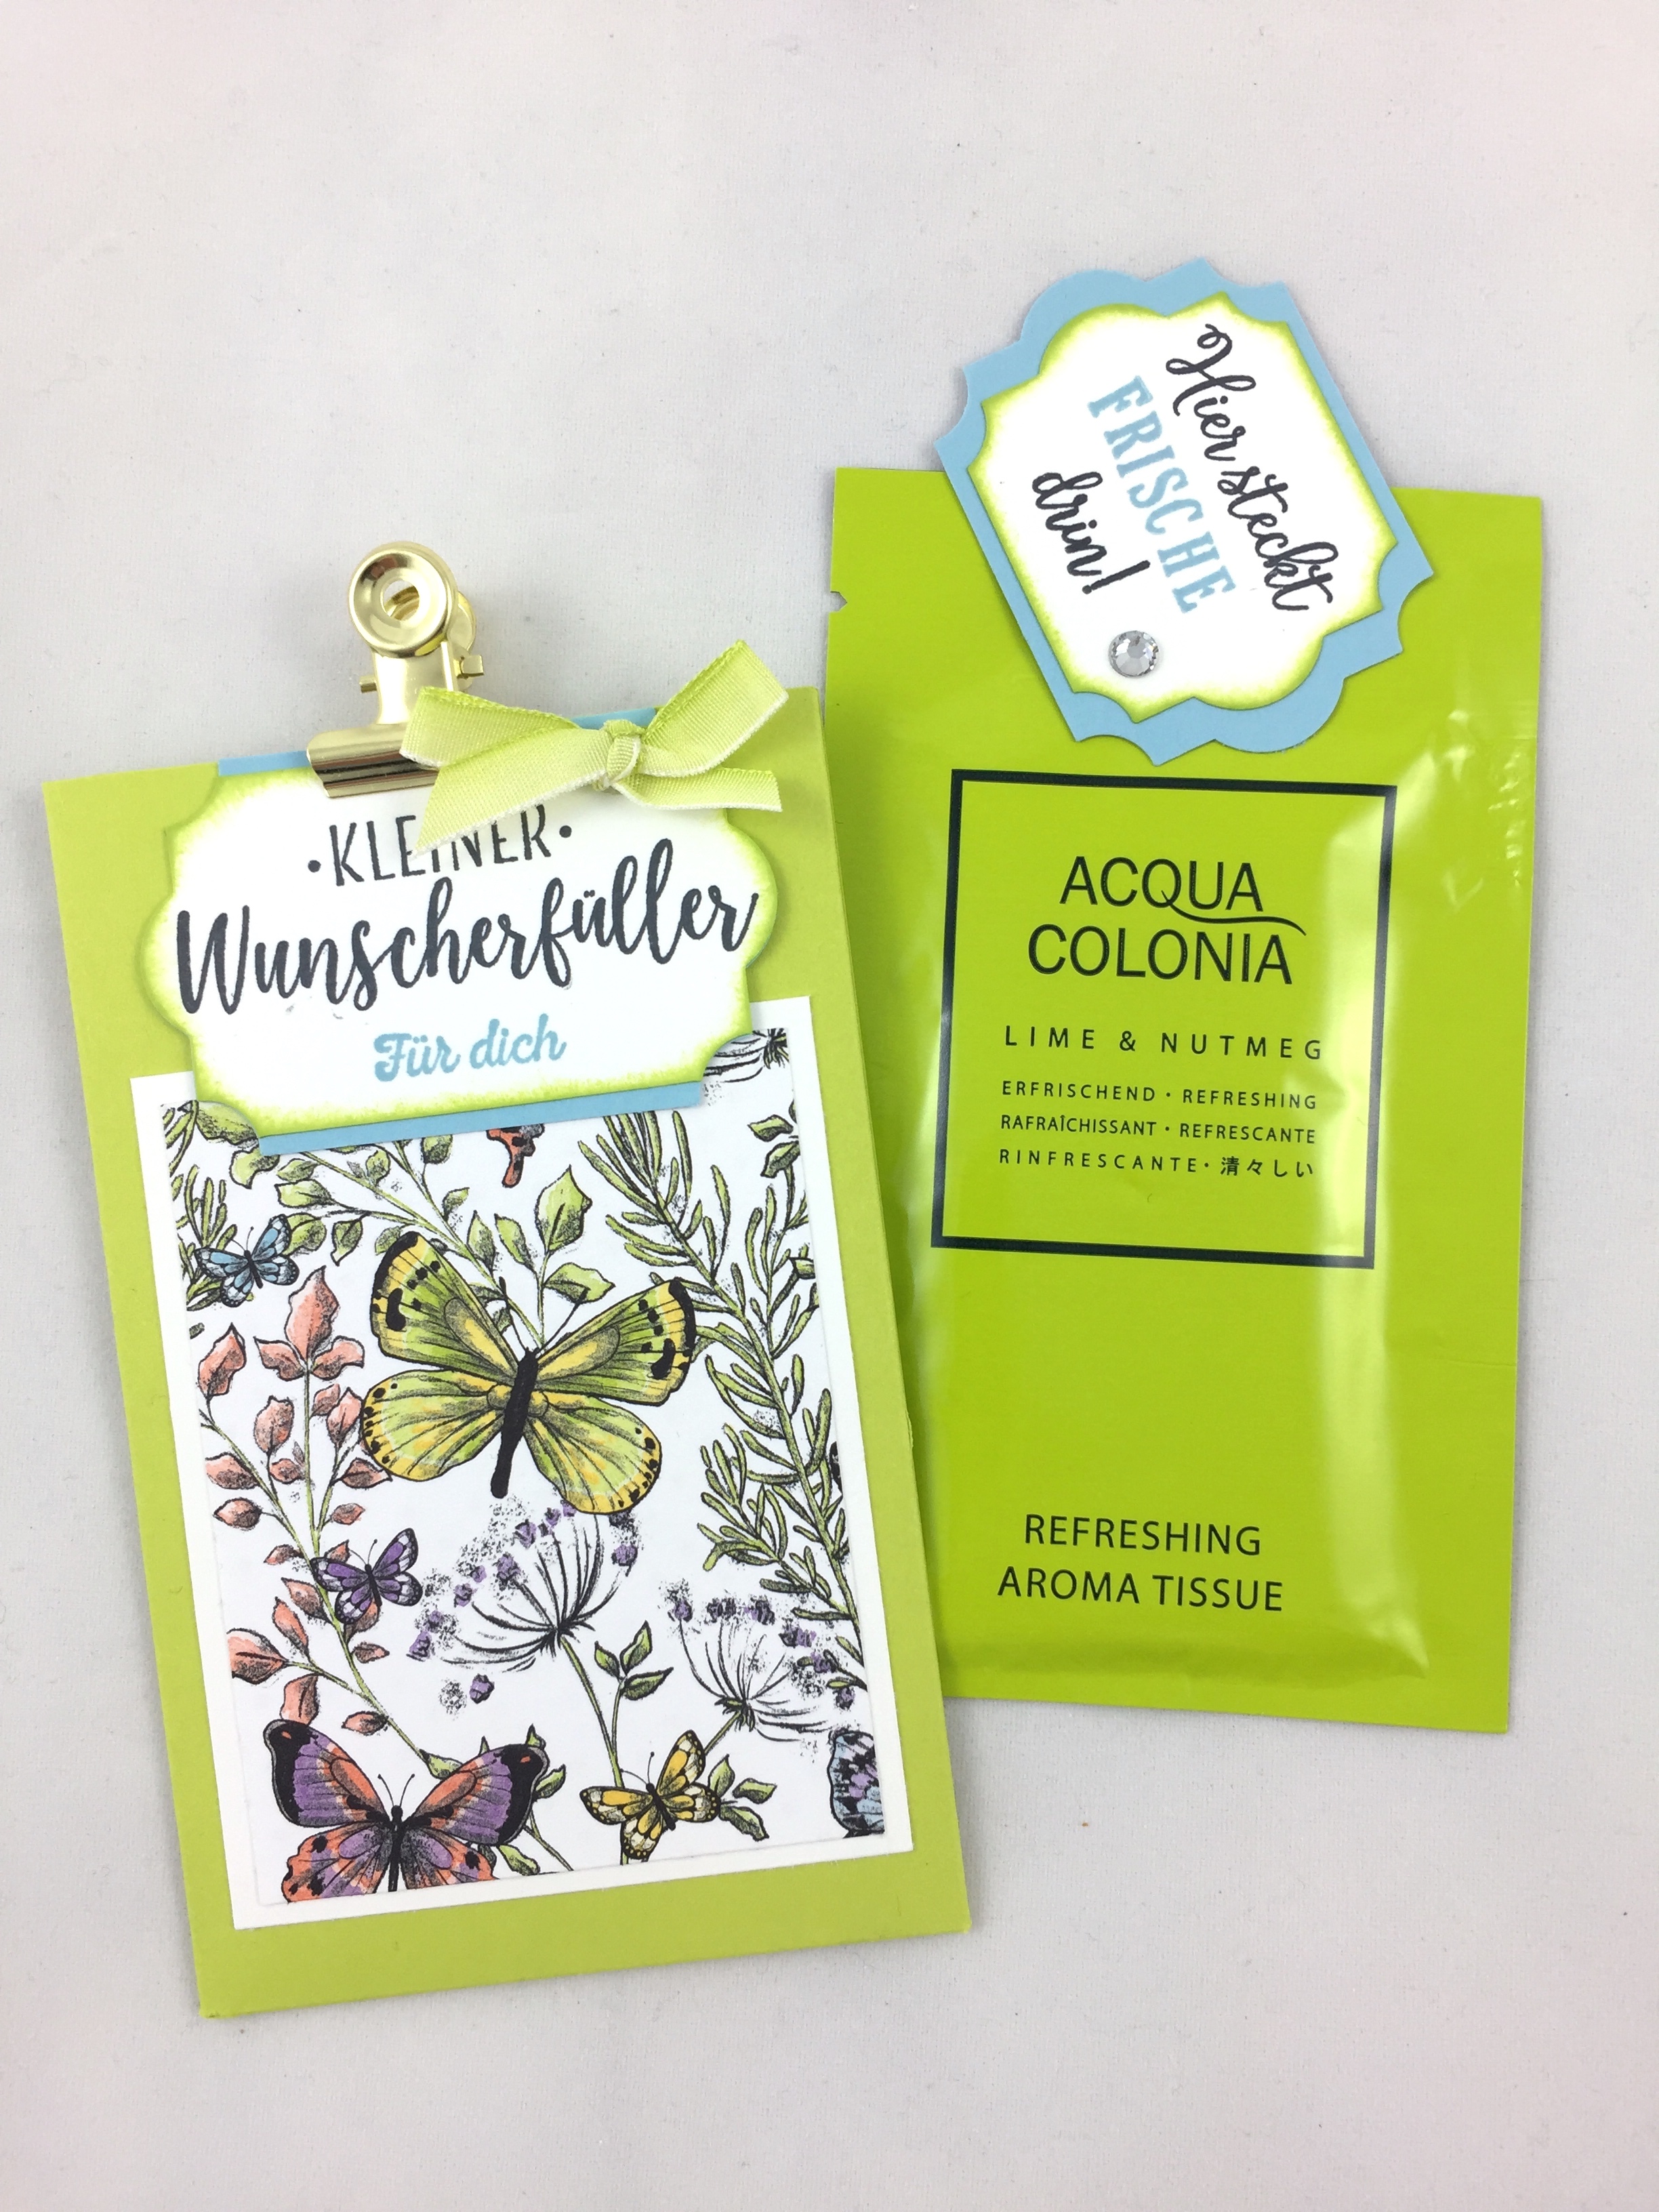 ·KLEINER·
Wunscherfüller
Für dich
Hier steckt
FRISCHE
drin!
ACQUA
COLONIA
LIME & NUTMEG
ERFRISCHEND · REFRESHING
RAFRAÎCHISSANT · REFRESCANTE
RINFRESCANTE · 清々しい
REFRESHING
AROMA TISSUE